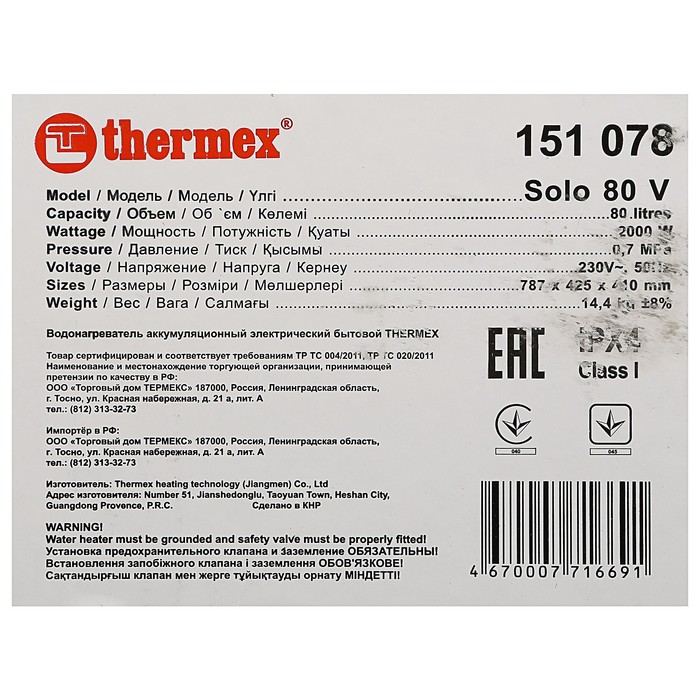 thermex®
151 078
Model / Модель / Модель / Үлгі ........ Solo 80 V
Capacity / Объем / Об `єм / Көлемі ........ 80 litres
Wattage / Мощность / Потужність / Қуаты ........ 2000 W
Pressure / Давление / Тиск / Қысымы ........ 0,7 MPa
Voltage / Напряжение / Напруга / Кернеу ........ 230V~, 50Hz
Sizes / Размеры / Розміри / Мөлшерлері ........ 787 x 425 x 410 mm
Weight / Вес / Вага / Салмағы ........ 14,4 kg ±8%
Водонагреватель аккумуляционный электрический бытовой THERMEX
Товар сертифицирован и соответствует требованиям ТР ТС 004/2011, ТР ТС 020/2011
Наименование и местонахождение торгующей организации, принимающей
претензии по качеству в РФ:
ООО «Торговый дом ТЕРМЕКС» 187000, Россия, Ленинградская область,
г. Тосно, ул. Красная набережная, д. 21 а, лит. А
тел.: (812) 313-32-73
Импортёр в РФ:
ООО «Торговый дом ТЕРМЕКС» 187000, Россия, Ленинградская область,
г. Тосно, ул. Красная набережная, д. 21 а, лит. А
тел.: (812) 313-32-73
Изготовитель: Thermex heating technology (Jiangmen) Co., Ltd
Адрес изготовителя: Number 51, Jianshedonglu, Taoyuan Town, Heshan City,
Guangdong Provence, P.R.C. Сделано в КНР
WARNING!
Water heater must be grounded and safety valve must be properly fitted!
Установка предохранительного клапана и заземление ОБЯЗАТЕЛЬНЫ!
Встановлення запобіжного клапана і заземлення ОБОВ'ЯЗКОВЕ!
Сақтандырғыш клапан мен жерге тұйықтауды орнату МІНДЕТТІ!
EAC
IPX4
Class I
040
045
4 670007 716691